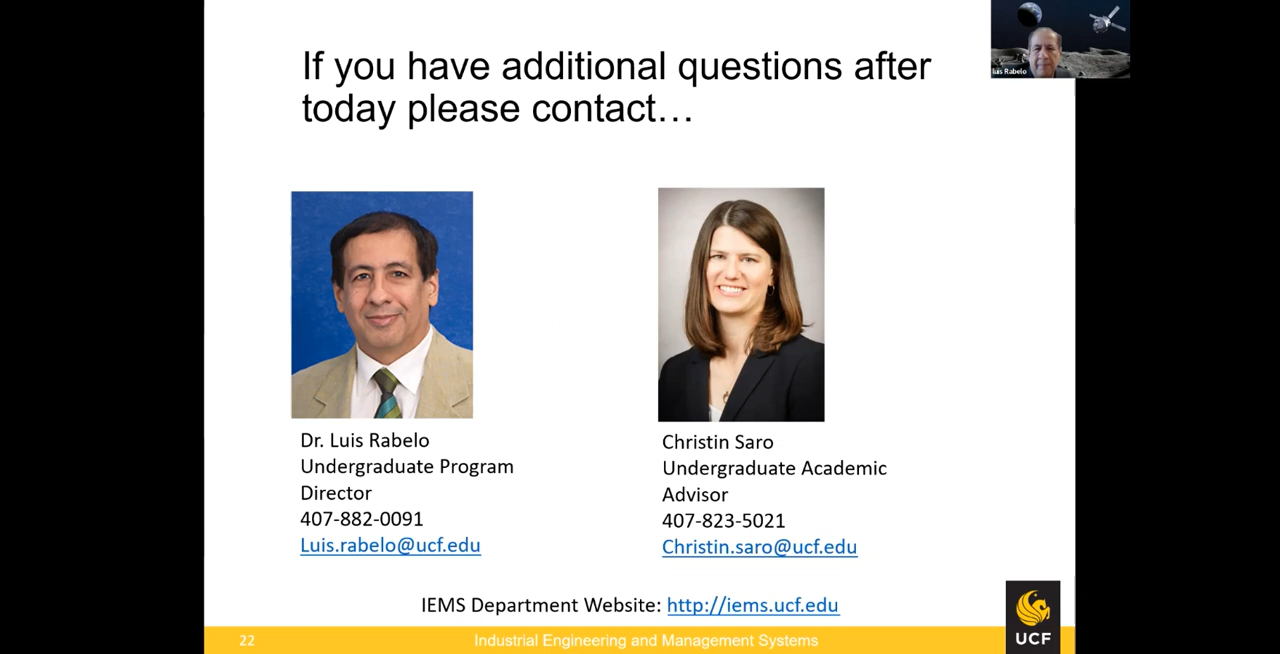 If you have additional questions after
today please contact…
Luis Rabelo
Dr. Luis Rabelo
Undergraduate Program
Director
407-882-0091
Luis.rabelo@ucf.edu
Christin Saro
Undergraduate Academic
Advisor
407-823-5021
Christin.saro@ucf.edu
IEMS Department Website: http://iems.ucf.edu
22
Industrial Engineering and Management Systems
UCF